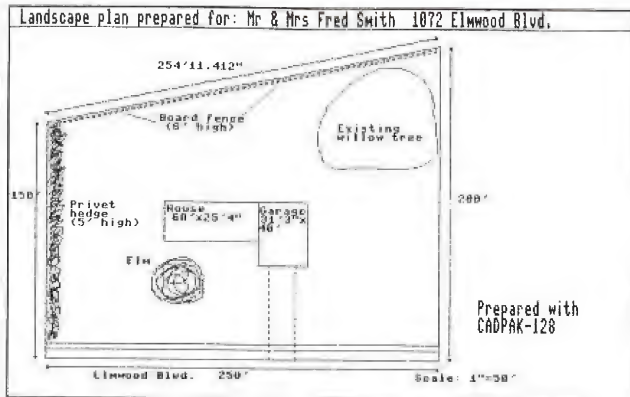 Landscape plan prepared for: Mr & Mrs Fred Smith 1072 Elmwood Blvd.
254'11.412"
Board fence
(6' high)
Existing
willow tree
150'
200'
Privet
hedge
(5' high)
House
60'x25'4"
Garage
31'3"x
40'
Elm
Prepared with
CADPAK-128
Elmwood Blvd. 250'
Scale: 1"=50'